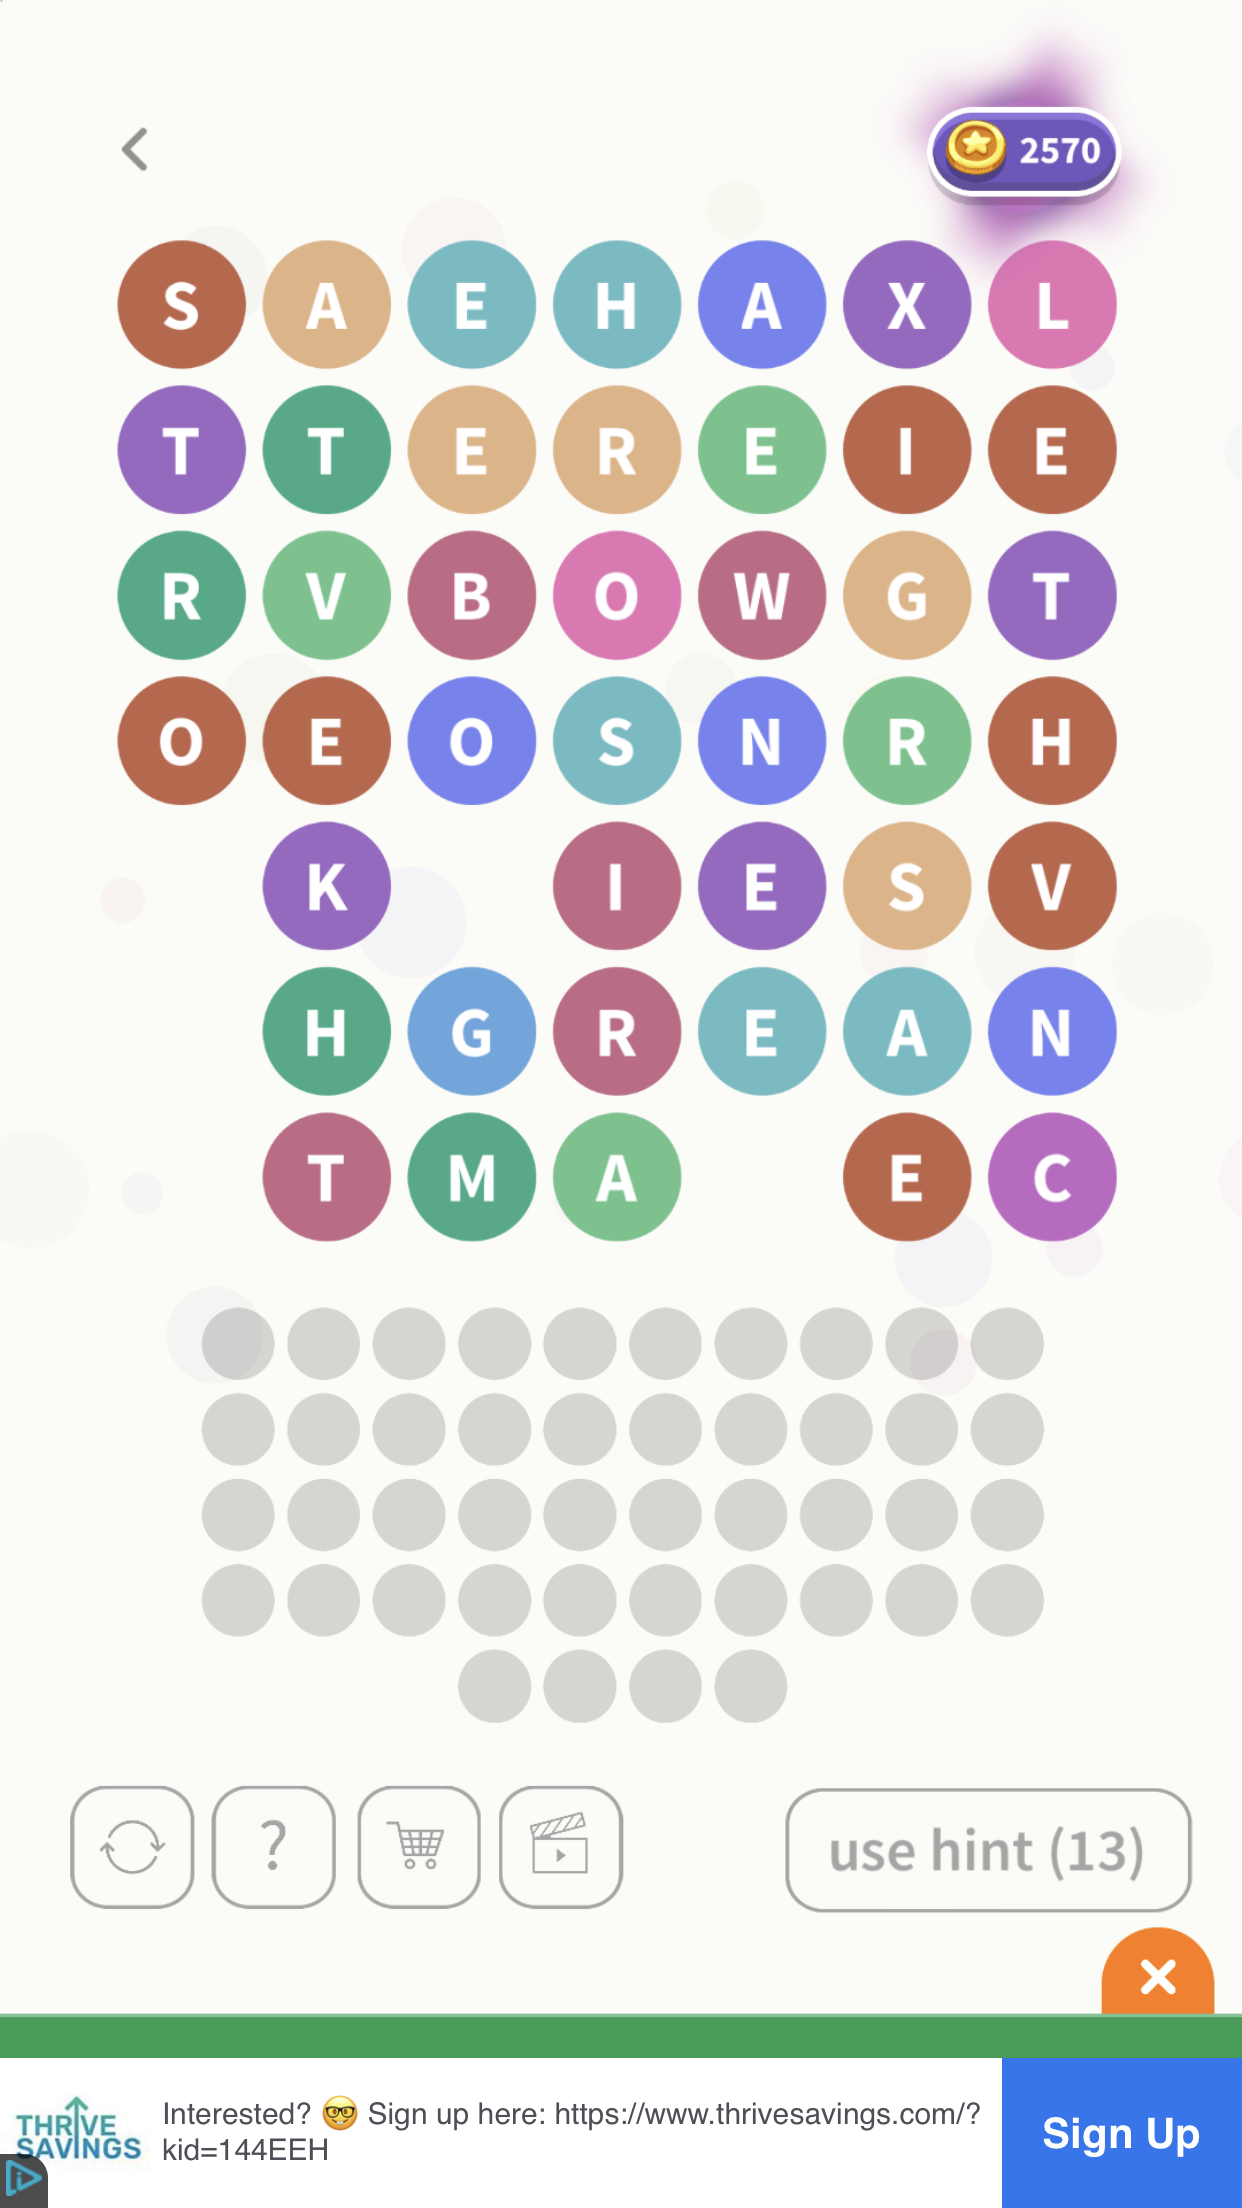 2570
S A E H A X L
T T E R E I E
R V B O W G T
O E O S N R H
K I E S V
H G R E A N
T M A E C
?
use hint (13)
THRIVE
SAVINGS
Interested? 🤓 Sign up here: https://www.thrivesavings.com/?
kid=144EEH
Sign Up